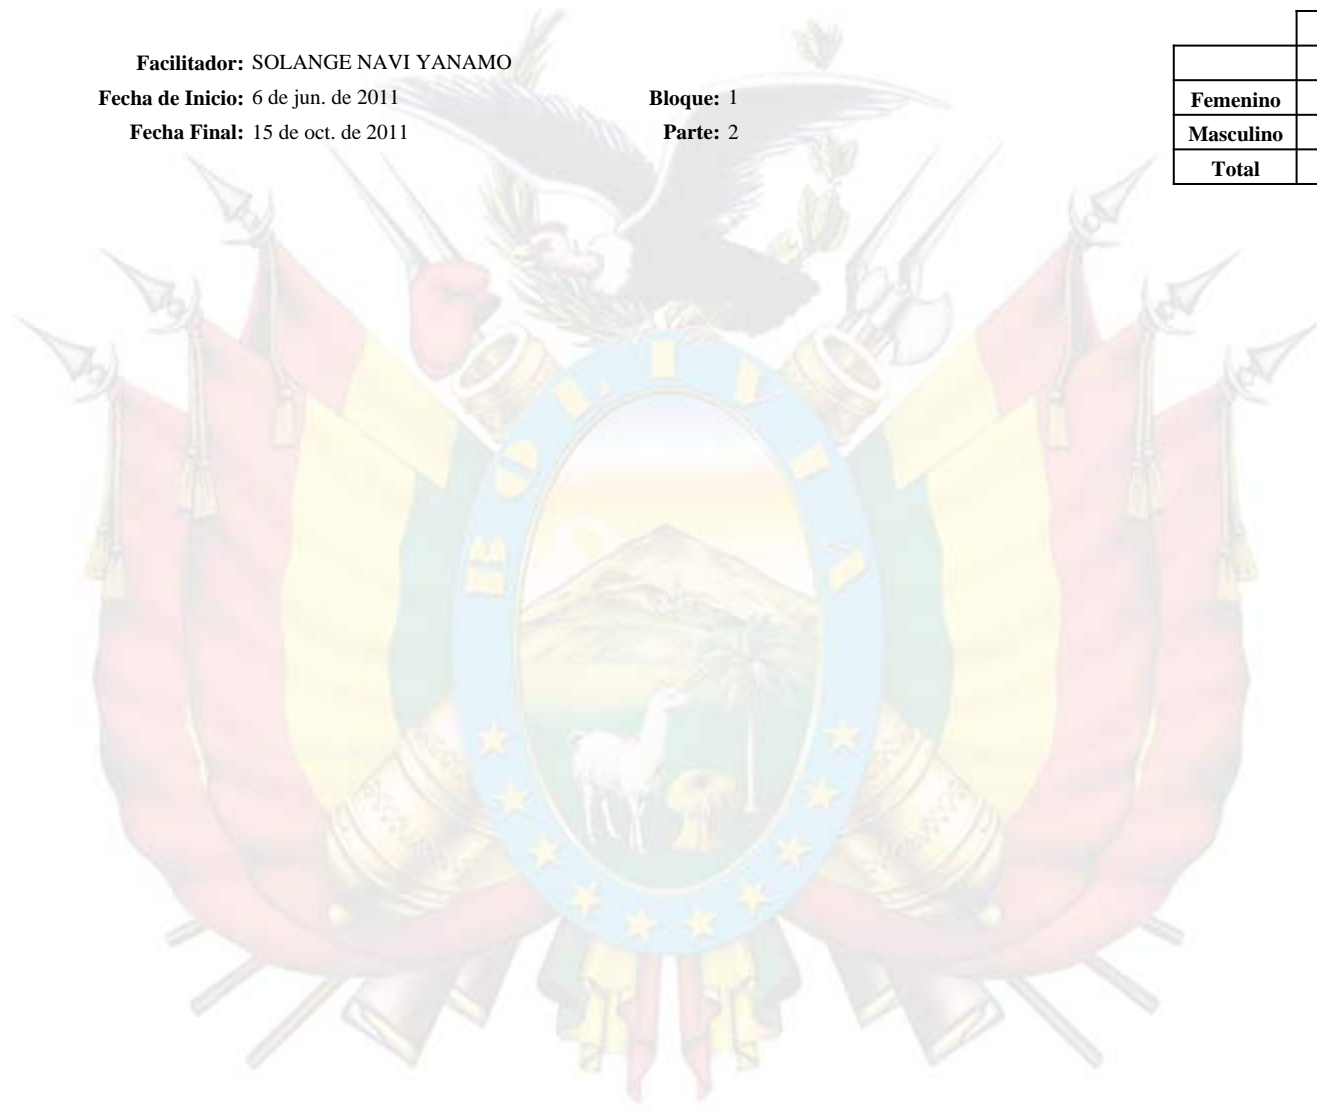 Facilitador: SOLANGE NAVI YANAMO
Fecha de Inicio: 6 de jun. de 2011 Bloque: 1
Fecha Final: 15 de oct. de 2011 Parte: 2
Femenino
Masculino
Total
BOLIVIA